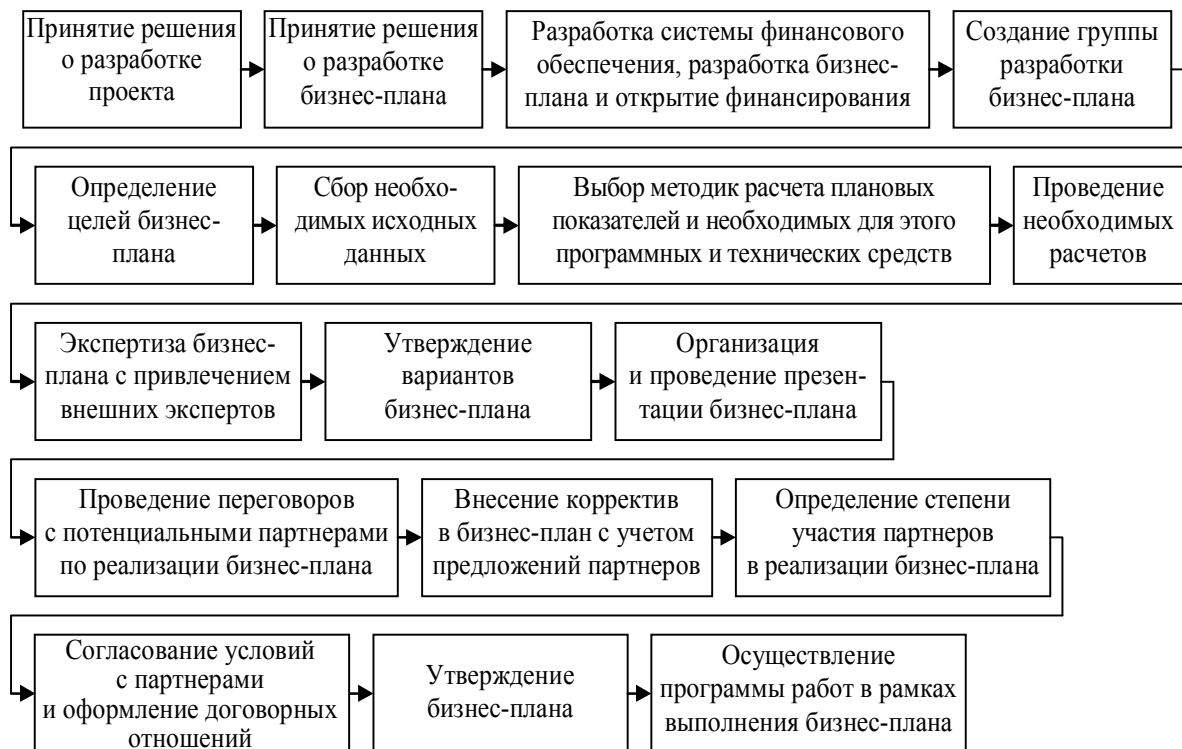 Принятие решения
о разработке
проекта
Принятие решения
о разработке
бизнес-плана
Разработка системы финансового
обеспечения, разработка бизнес-
плана и открытие финансирования
Создание группы
разработки
бизнес-плана
Определение
целей бизнес-
плана
Сбор необхо-
димых исходных
данных
Выбор методик расчета плановых
показателей и необходимых для этого
программных и технических средств
Проведение
необходимых
расчетов
Экспертиза бизнес-
плана с привлечением
внешних экспертов
Утверждение
вариантов
бизнес-плана
Организация
и проведение презен-
тации бизнес-плана
Проведение переговоров
с потенциальными партнерами
по реализации бизнес-плана
Внесение корректив
в бизнес-план с учетом
предложений партнеров
Определение степени
участия партнеров
в реализации бизнес-плана
Согласование условий
с партнерами
и оформление договорных
отношений
Утверждение
бизнес-плана
Осуществление
программы работ в рамках
выполнения бизнес-плана